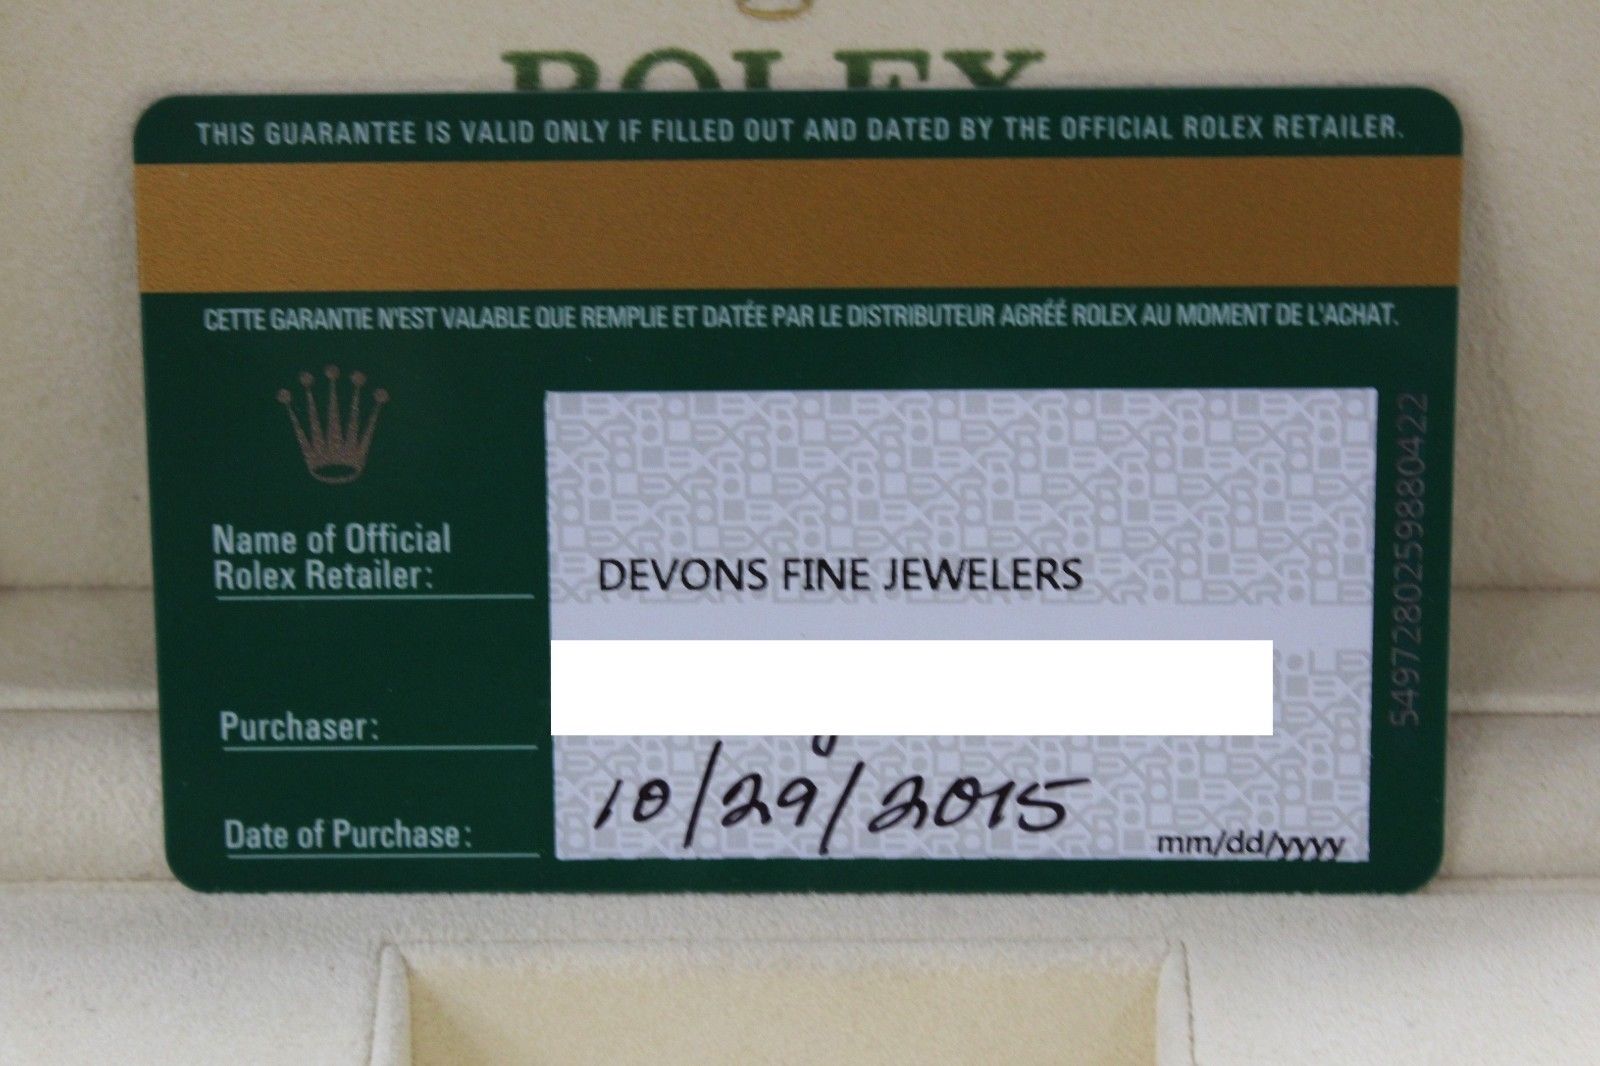 ROLEX
THIS GUARANTEE IS VALID ONLY IF FILLED OUT AND DATED BY THE OFFICIAL ROLEX RETAILER.
CETTE GARANTIE N'EST VALABLE QUE REMPLIE ET DATÉE PAR LE DISTRIBUTEUR AGRÉÉ ROLEX AU MOMENT DE L'ACHAT.
Name of Official
Rolex Retailer:
DEVONS FINE JEWELERS
Purchaser:
Date of Purchase:
10/29/2015
mm/dd/yyyy
5497280259880422